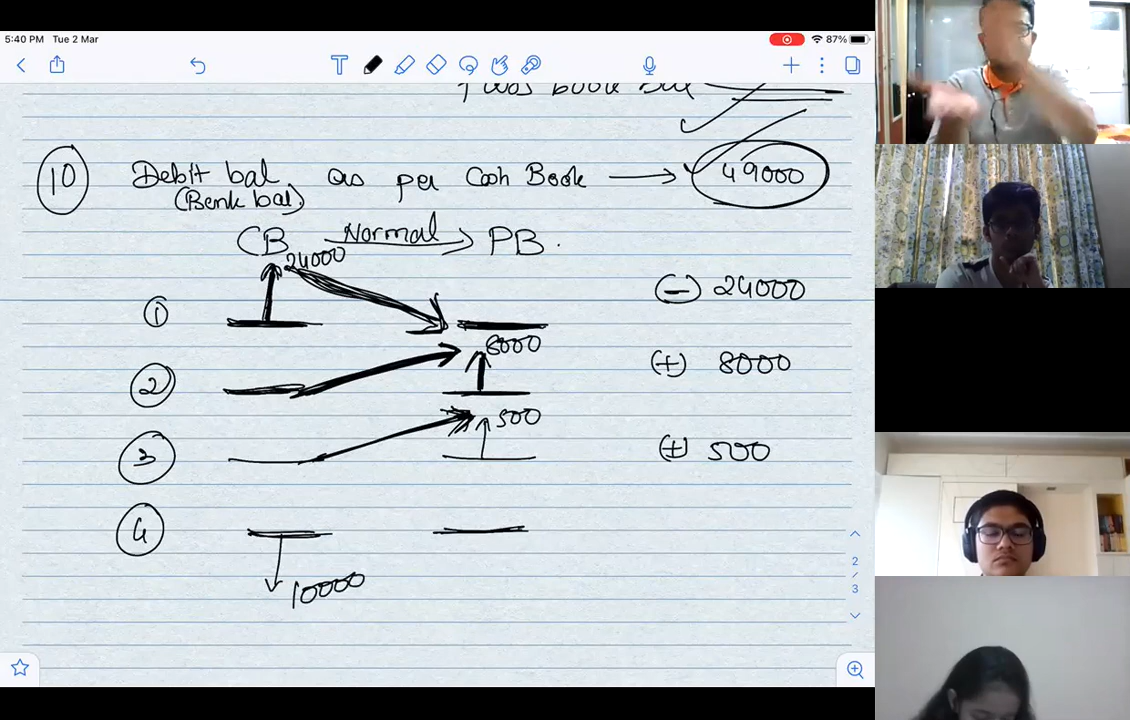 5:40 PM Tue 2 Mar
87%
10 Debit bal as per Cash Book → 49000
(Bank bal)
CB Normal PB.
24000
1 (-) 24000
8000
2 (+) 8000
500
3 (+) 500
4
10000
2
/
3